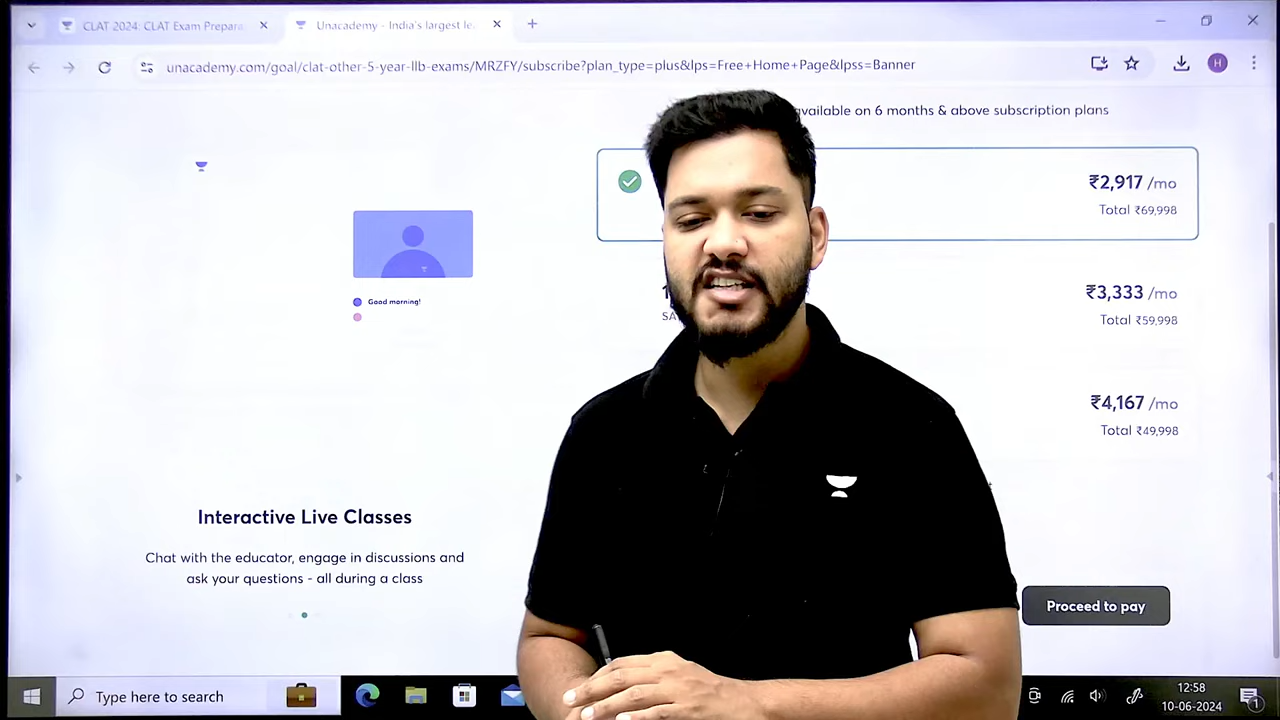 CLAT 2024: CLAT Exam Prepara
Unacademy - India's largest le
unacademy.com/goal/clat-other-5-year-llb-exams/MRZFY/subscribe?plan_type=plus&lps=Free+Home+Page&lpss=Banner
H
available on 6 months & above subscription plans
₹2,917 /mo
Total ₹69,998
Good morning!
₹3,333 /mo
SA
Total ₹59,998
₹4,167 /mo
Total ₹49,998
Interactive Live Classes
Chat with the educator, engage in discussions and
ask your questions - all during a class
Proceed to pay
Type here to search
12:58
10-06-2024
1